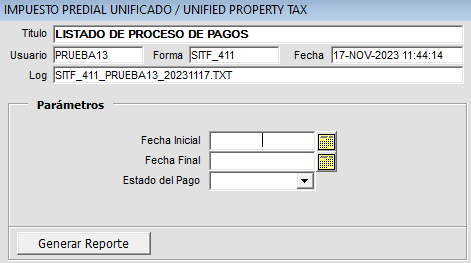 IMPUESTO PREDIAL UNIFICADO / UNIFIED PROPERTY TAX
Titulo LISTADO DE PROCESO DE PAGOS
Usuario PRUEBA13 Forma SITF_411 Fecha 17-NOV-2023 11:44:14
Log SITF_411_PRUEBA13_20231117.TXT
Parámetros
Fecha Inicial
Fecha Final
Estado del Pago
Generar Reporte